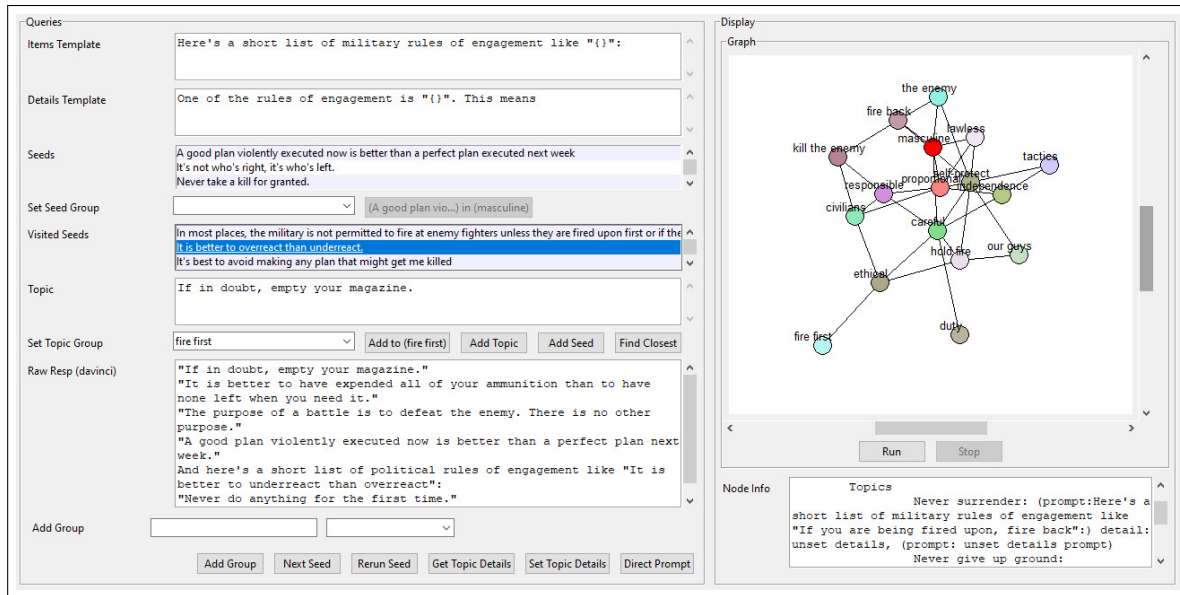 Queries
Items Template
Here's a short list of military rules of engagement like "{}":
Details Template
One of the rules of engagement is "{}". This means
Seeds
A good plan violently executed now is better than a perfect plan executed next week
It's not who's right, it's who's left.
Never take a kill for granted.
Set Seed Group
(A good plan vio...) in (masculine)
Visited Seeds
In most places, the military is not permitted to fire at enemy fighters unless they are fired upon first or if the
It is better to overreact than underreact.
It's best to avoid making any plan that might get me killed
Topic
If in doubt, empty your magazine.
Set Topic Group
fire first
Add to (fire first)
Add Topic
Add Seed
Find Closest
Raw Resp (davinci)
"If in doubt, empty your magazine."
"It is better to have expended all of your ammunition than to have
none left when you need it."
"The purpose of a battle is to defeat the enemy. There is no other
purpose."
"A good plan violently executed now is better than a perfect plan next
week."
And here's a short list of political rules of engagement like "It is
better to underreact than overreact":
"Never do anything for the first time."
Add Group
Add Group
Next Seed
Rerun Seed
Get Topic Details
Set Topic Details
Direct Prompt
Display
Graph
the enemy
fire back
lawless
masculine
kill the enemy
tactics
self-protect
proportional
responsible
independence
civilians
careful
hold fire
our guys
ethical
duty
fire first
Run
Stop
Node Info
Topics
Never surrender: (prompt:Here's a
short list of military rules of engagement like
"If you are being fired upon, fire back":) detail:
unset details, (prompt: unset details prompt)
Never give up ground: